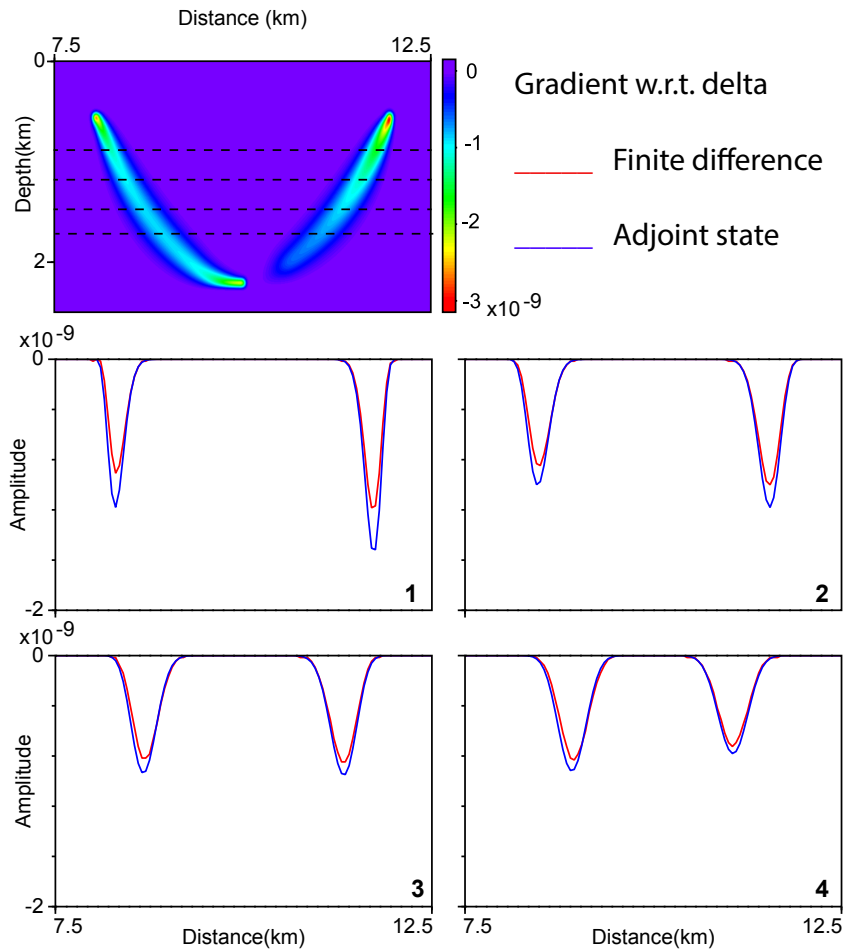 Distance (km)
7.5 12.5
0
Depth(km)
2
0
-1
-2
-3
x10^-9
Gradient w.r.t. delta
Finite difference
Adjoint state
x10^-9
0
Amplitude
-2
1
2
x10^-9
0
Amplitude
-2
3
4
7.5 12.5
Distance(km)
7.5 12.5
Distance(km)